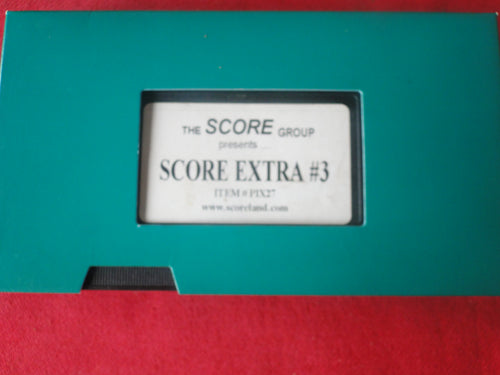 THE SCORE GROUP
presents ...
SCORE EXTRA #3
ITEM # PIX27
www.scoreland.com